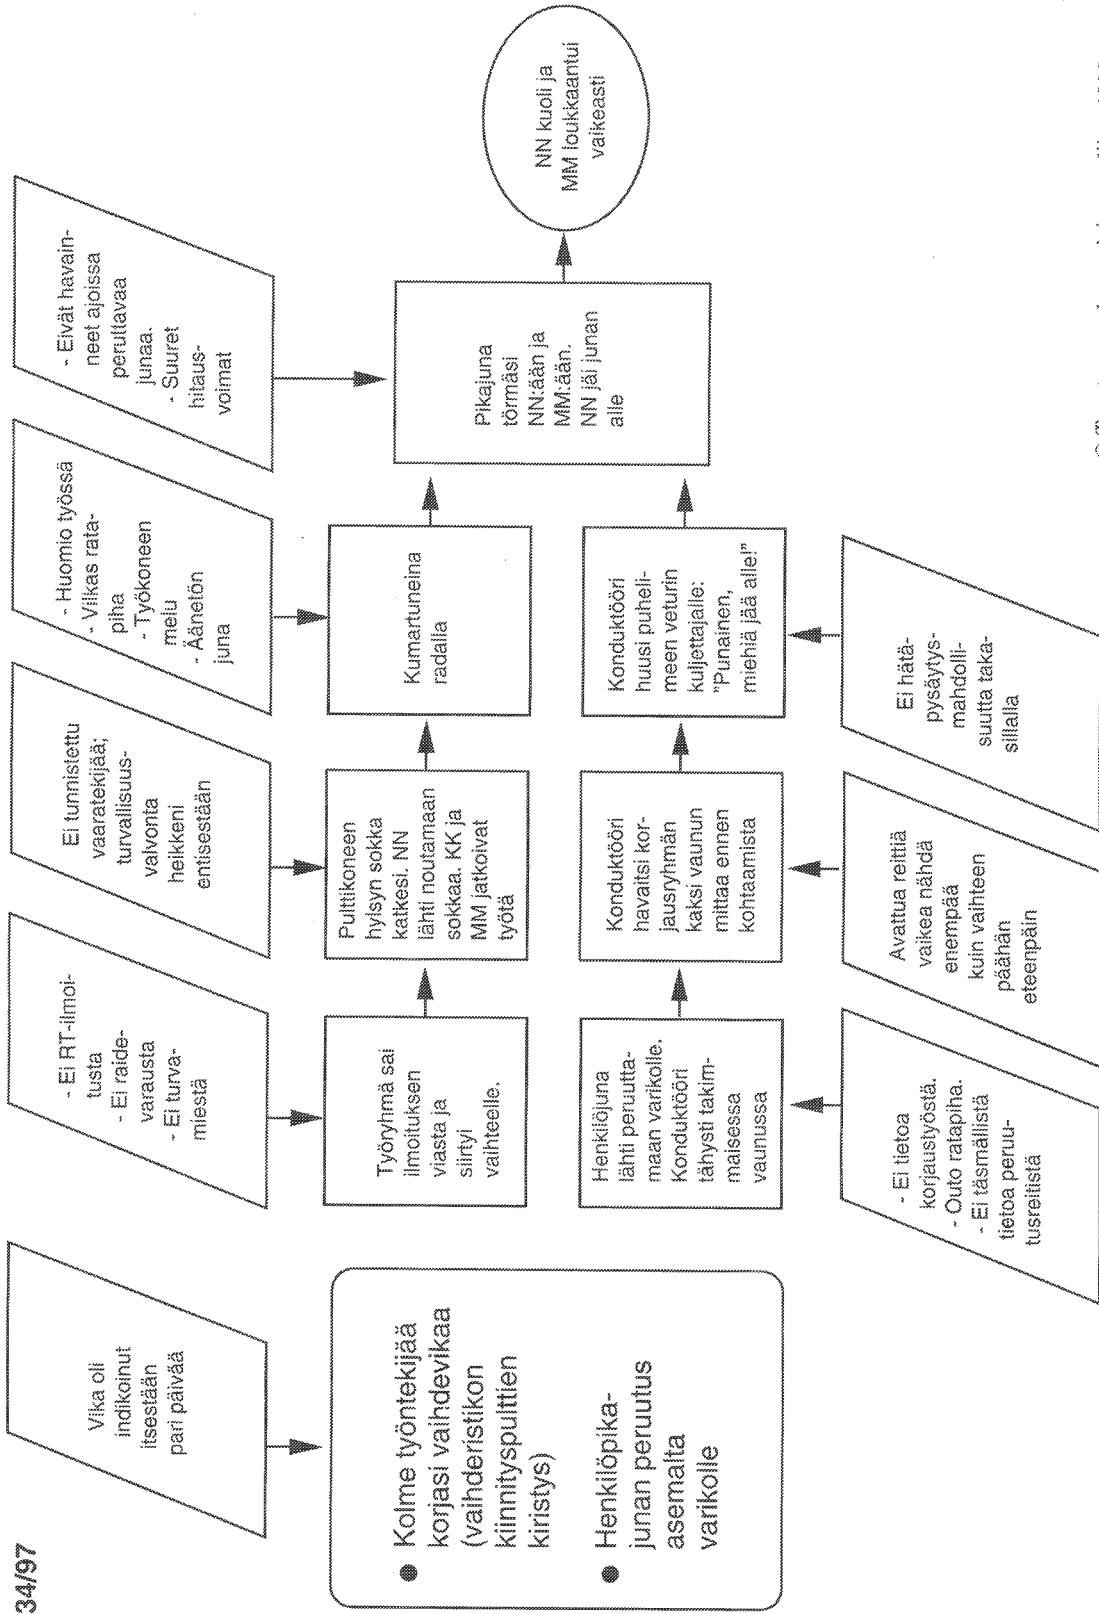 34/97
Vika oli
indikoinut
itsestään
pari päivää
- Ei RT-ilmoi-
tusta
- Ei raide-
varausta
- Ei turva-
miestä
Ei tunnistettu
vaaratekijää;
turvallisuus-
valvonta
heikkeni
entisestään
- Huomio työssä
- Vilkas rata-
piha
- Työkoneen
melu
- Äänetön
juna
- Eivät havain-
neet ajoissa
peruttavaa
junaa.
- Suuret
hitaus-
voimat
● Kolme työntekijää
korjasi vaihdevikaa
(vaihderistikon
kiinnityspulttien
kiristys)
● Henkilöpika-
junan peruutus
asemalta
varikolle
Työryhmä sai
ilmoituksen
viasta ja
siirtyi
vaihteelle.
Pulttikoneen
hylsyn sokka
katkesi. NN
lähti noutamaan
sokkaa. KK ja
MM jatkoivat
työtä
Kumartuneina
radalla
Pikajuna
törmäsi
NN:ään ja
MM:ään.
NN jäi junan
alle
NN kuoli ja
MM loukkaantui
vaikeasti
Henkilöjuna
lähti peruutta-
maan varikolle.
Konduktööri
tähysti takim-
maisessa
vaunussa
Konduktööri
havaitsi kor-
jausryhmän
kaksi vaunun
mittaa ennen
kohtaamista
Konduktööri
huusi puheli-
meen veturin
kuljettajalle:
"Punainen,
miehiä jää alle!"
- Ei tietoa
korjaustyöstä.
- Outo ratapiha.
- Ei täsmällistä
tietoa peruu-
tusreitistä
Avattua reittiä
vaikea nähdä
enempää
kuin vaihteen
päähän
eteenpäin
Ei hätä-
pysäytys-
mahdolli-
suutta taka-
sillalla